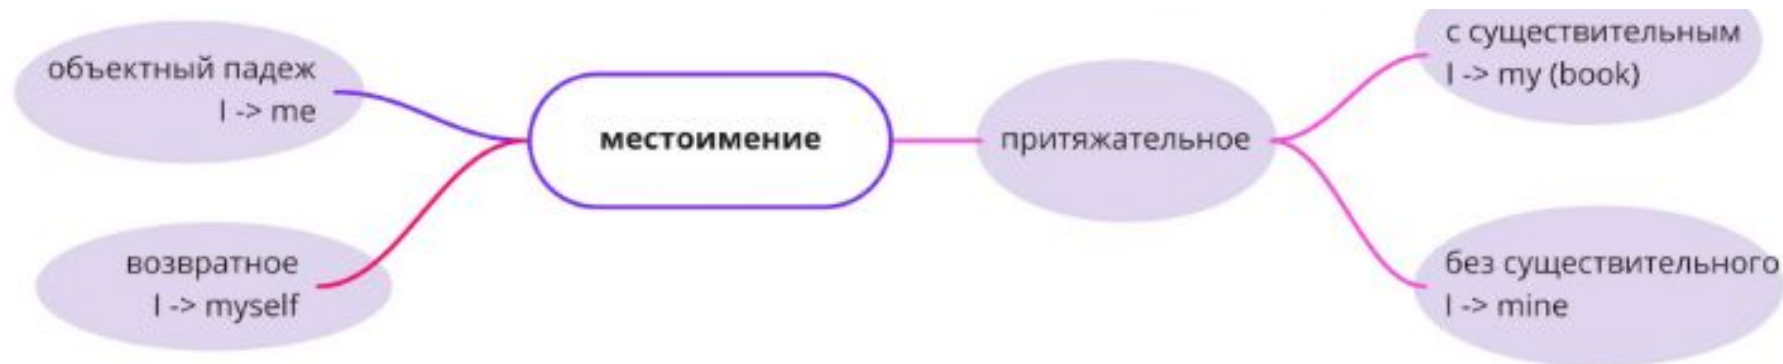 объектный падеж
I -> me
возвратное
I -> myself
местоимение
притяжательное
с существительным
I -> my (book)
без существительного
I -> mine